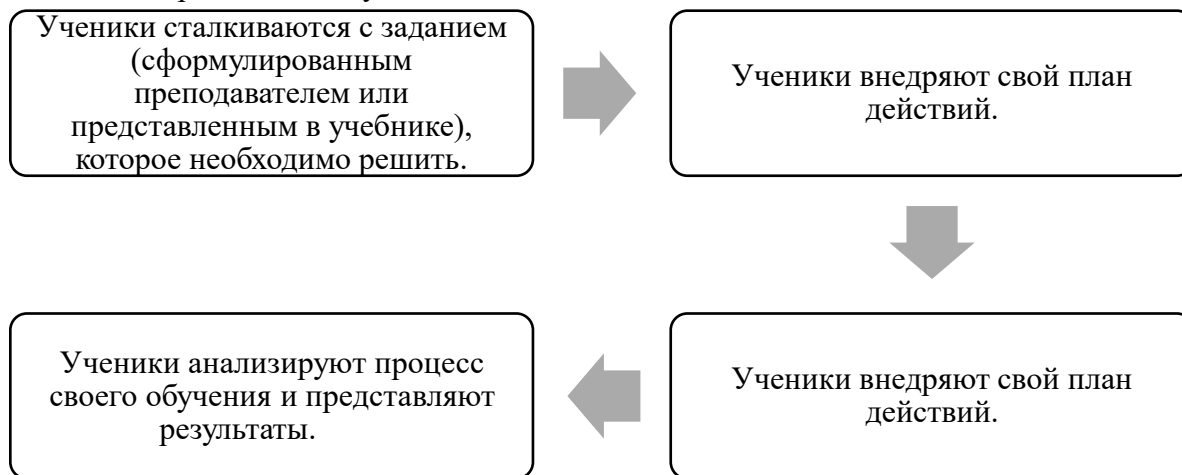 Ученики сталкиваются с заданием
(сформулированным
преподавателем или
представленным в учебнике),
которое необходимо решить.
Ученики внедряют свой план
действий.
Ученики внедряют свой план
действий.
Ученики анализируют процесс
своего обучения и представляют
результаты.